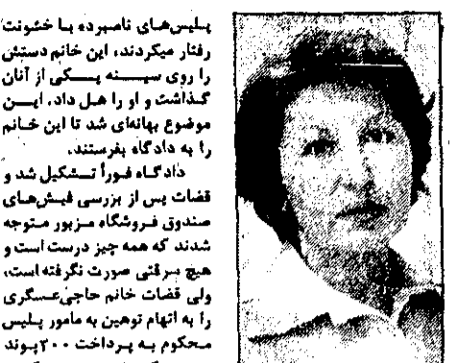 پلیس‌های نامبرده با خشونت
رفتار میکردند، این خانم دستش
را روی سینه یکی از آنان
گذاشت و او را هل داد، این
موضوع بهانه‌ای شد تا این خانم
را به دادگاه بفرستند،
دادگاه فوراً تشکیل شد و
قضات پس از بررسی فیش‌های
صندوق فروشگاه مزبور متوجه
شدند که همه چیز درست است و
هیچ سرقتی صورت نگرفته است،
ولی قضات خانم حاجی‌عسگری
را به اتهام توهین به مامور پلیس
محکوم به پرداخت ۲۰۰ پوند